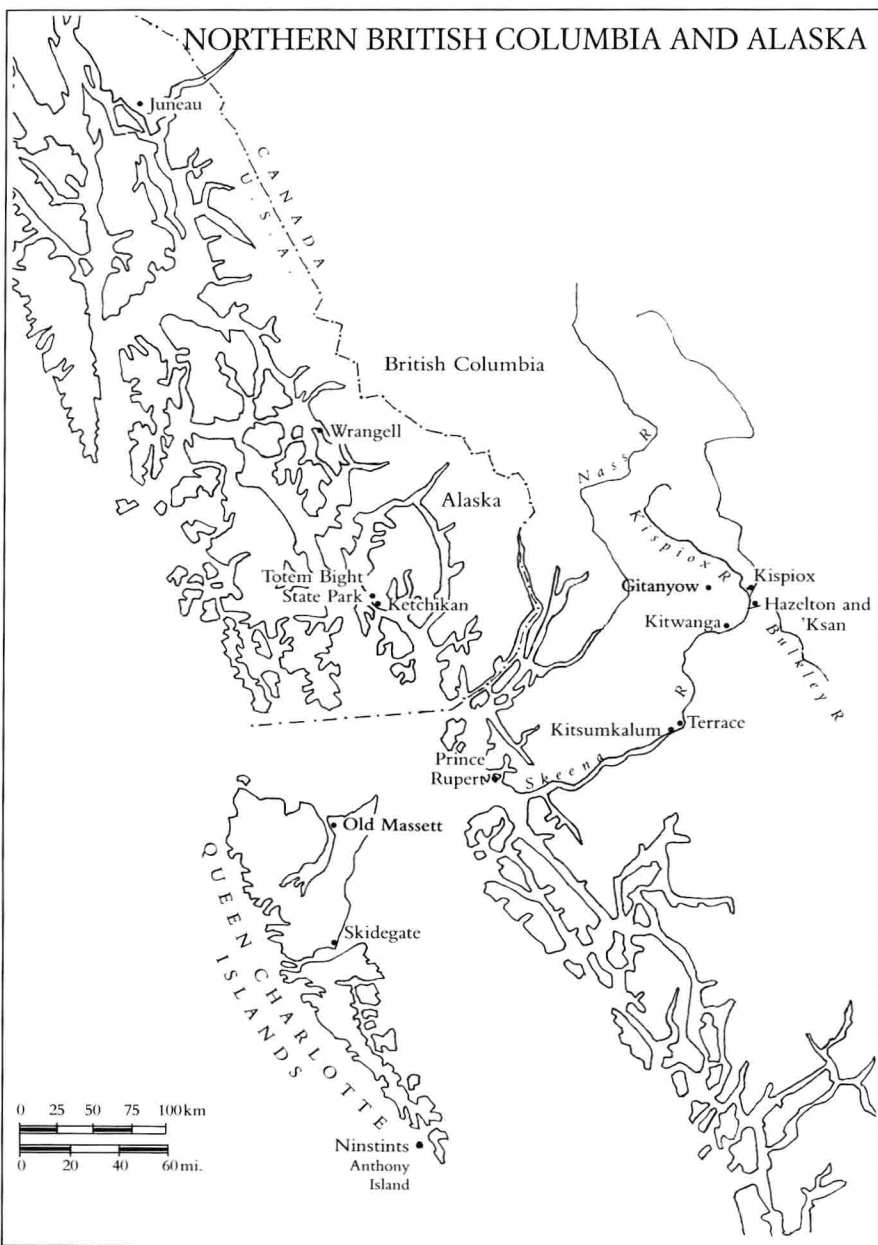 NORTHERN BRITISH COLUMBIA AND ALASKA
Juneau
CANADA
U.S.A.
British Columbia
Wrangell
Nass R
Alaska
Kispiox R
Totem Bight
State Park
Ketchikan
Gitanyow
Kispiox
Hazelton and
'Ksan
Kitwanga
Bulkley R
Kitsumkalum
Terrace
Skeena R
Prince
Rupert
Old Massett
QUEEN CHARLOTTE
ISLANDS
Skidegate
0 25 50 75 100 km
0 20 40 60 mi.
Ninstints
Anthony
Island